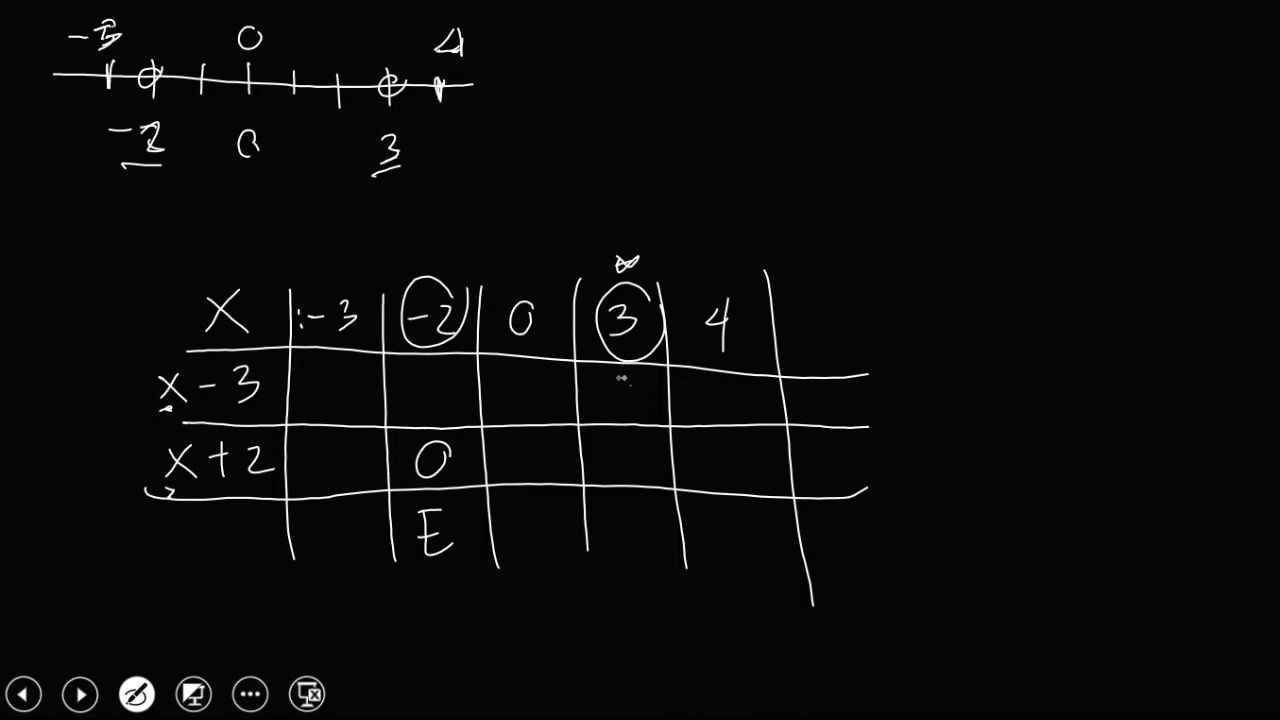 -3 0 4
-2 0 3
X -3 -2 0 3 4
x - 3
x + 2 0
E